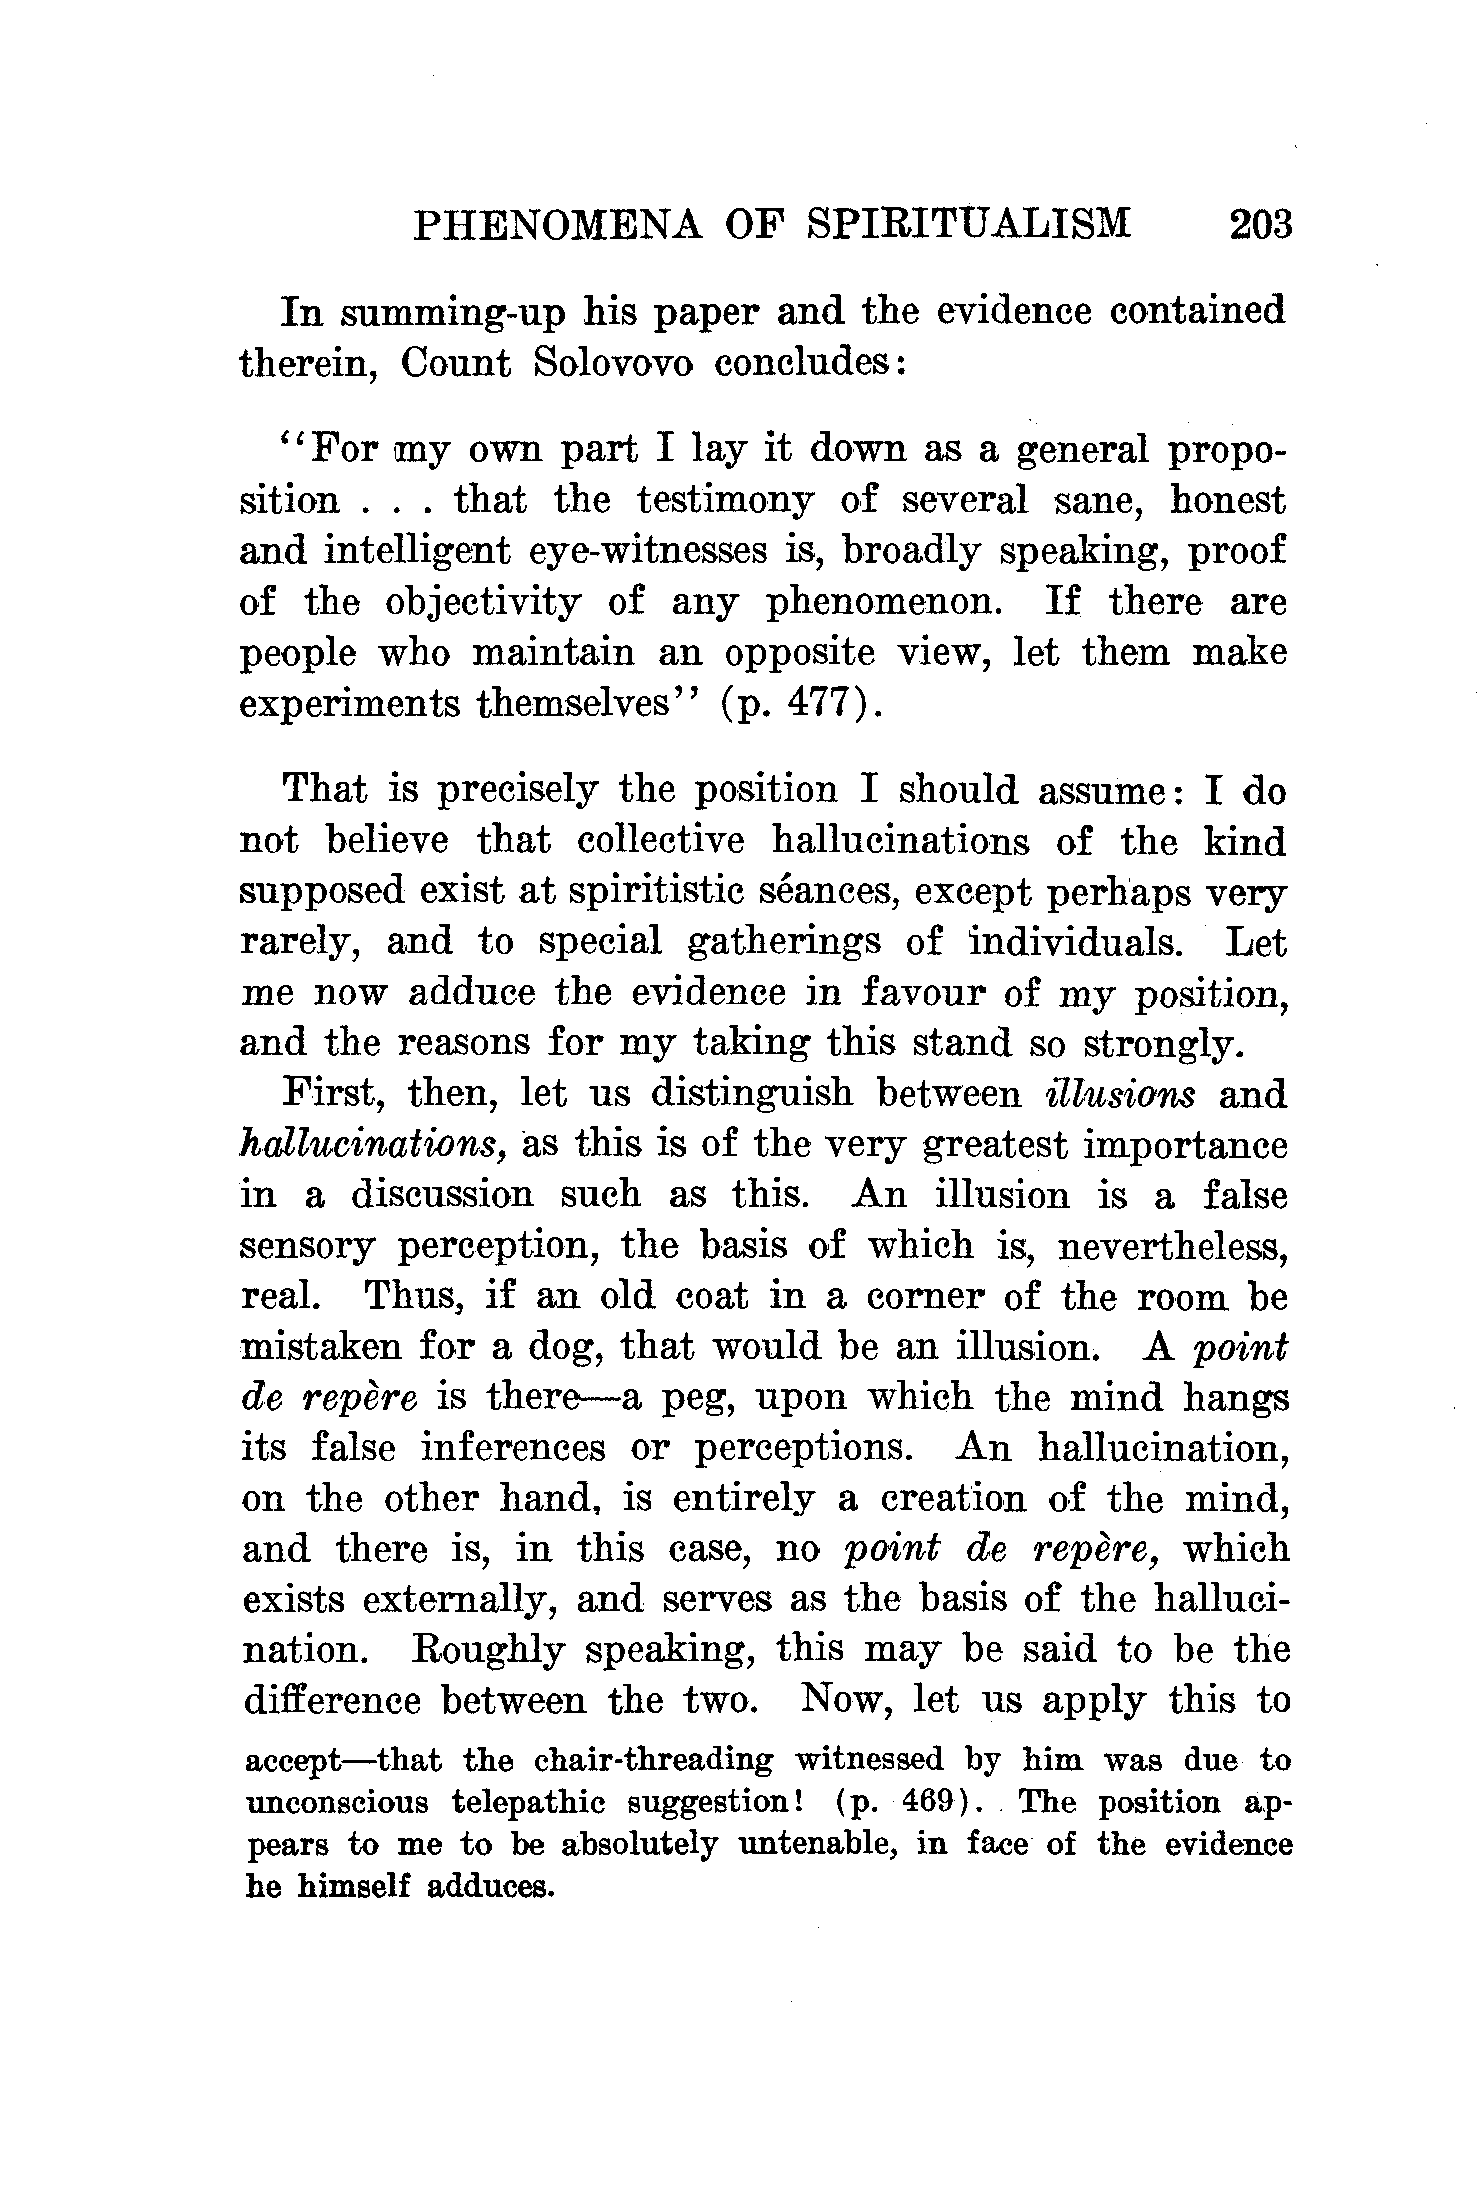 PHENOMENA OF SPIRITUALISM 203
In summing-up his paper and the evidence contained
therein, Count Solovovo concludes:
"For my own part I lay it down as a general propo-
sition . . . that the testimony of several sane, honest
and intelligent eye-witnesses is, broadly speaking, proof
of the objectivity of any phenomenon. If there are
people who maintain an opposite view, let them make
experiments themselves" (p. 477).
That is precisely the position I should assume: I do
not believe that collective hallucinations of the kind
supposed exist at spiritistic séances, except perhaps very
rarely, and to special gatherings of individuals. Let
me now adduce the evidence in favour of my position,
and the reasons for my taking this stand so strongly.
First, then, let us distinguish between illusions and
hallucinations, as this is of the very greatest importance
in a discussion such as this. An illusion is a false
sensory perception, the basis of which is, nevertheless,
real. Thus, if an old coat in a corner of the room be
mistaken for a dog, that would be an illusion. A point
de repère is there—a peg, upon which the mind hangs
its false inferences or perceptions. An hallucination,
on the other hand, is entirely a creation of the mind,
and there is, in this case, no point de repère, which
exists externally, and serves as the basis of the halluci-
nation. Roughly speaking, this may be said to be the
difference between the two. Now, let us apply this to
accept—that the chair-threading witnessed by him was due to
unconscious telepathic suggestion! (p. 469). The position ap-
pears to me to be absolutely untenable, in face of the evidence
he himself adduces.